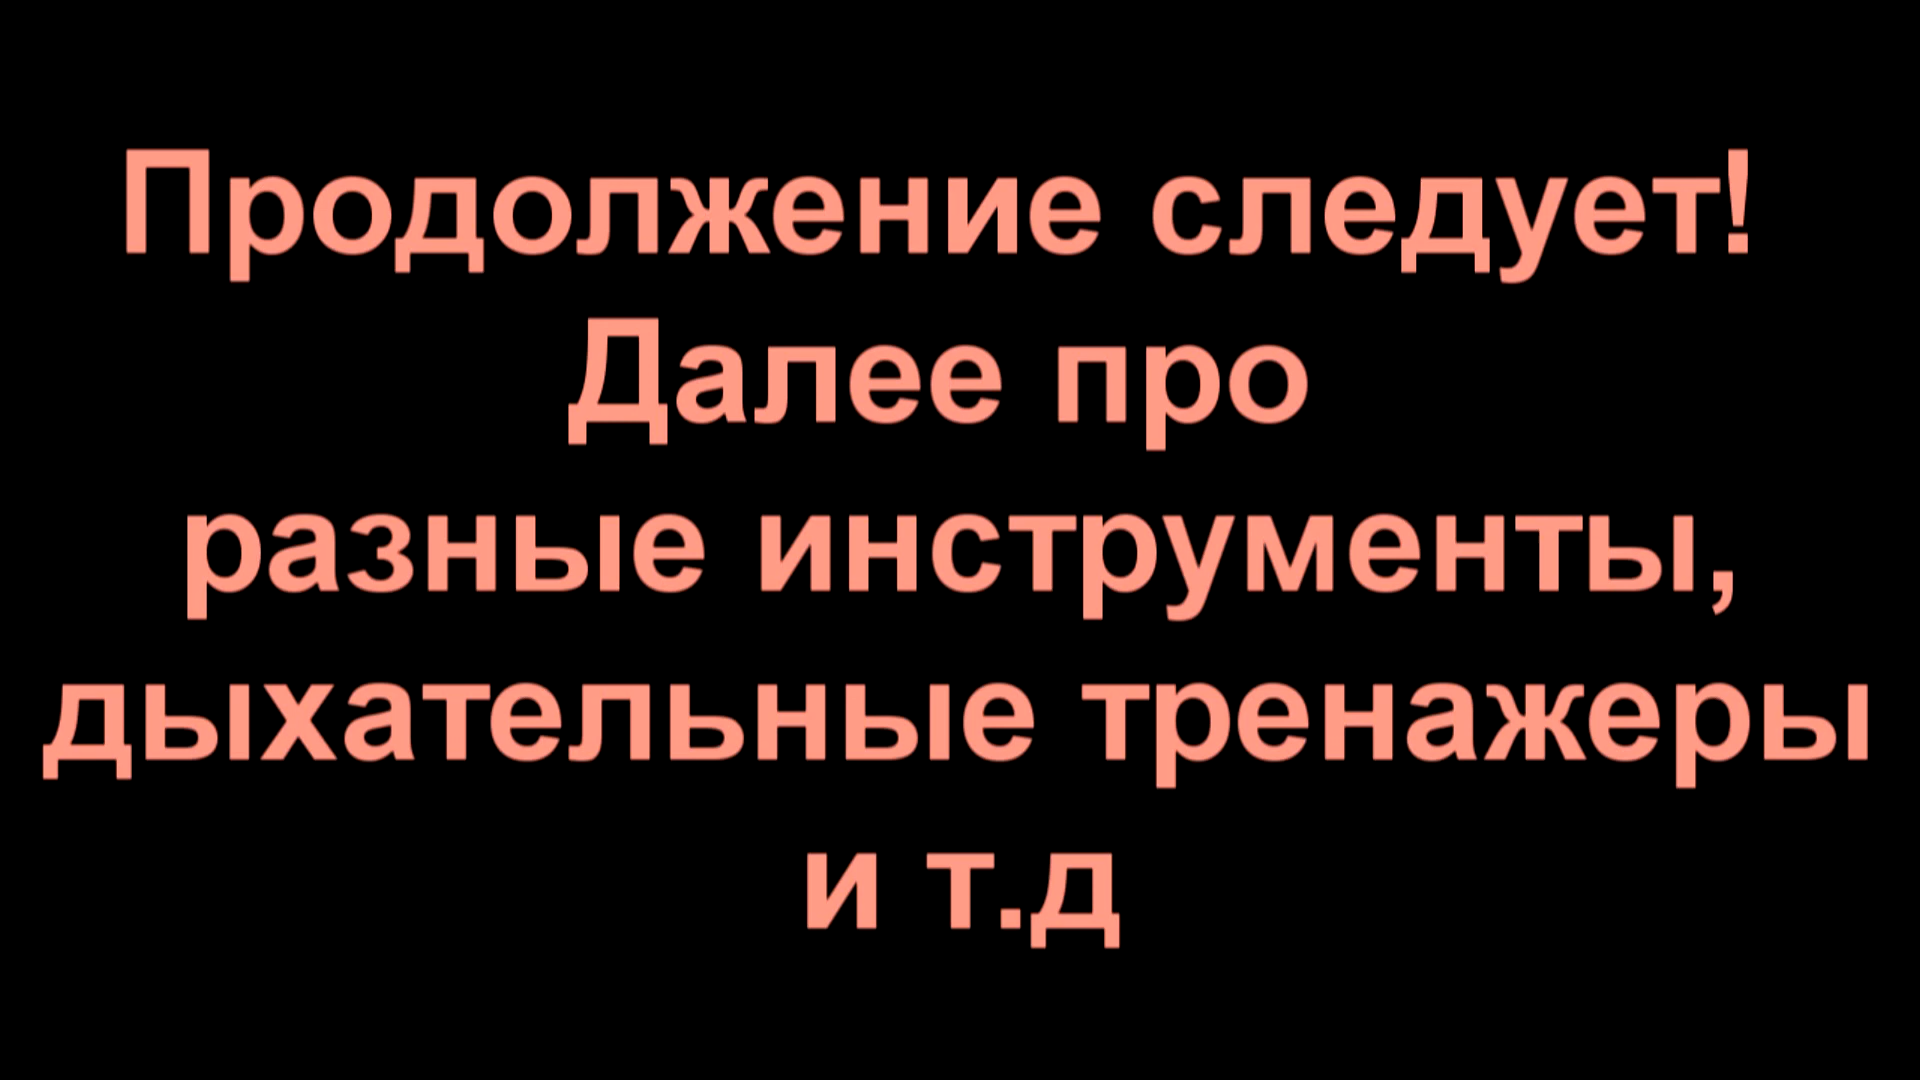 Продолжение следует!
Далее про
разные инструменты,
дыхательные тренажеры
и т.д